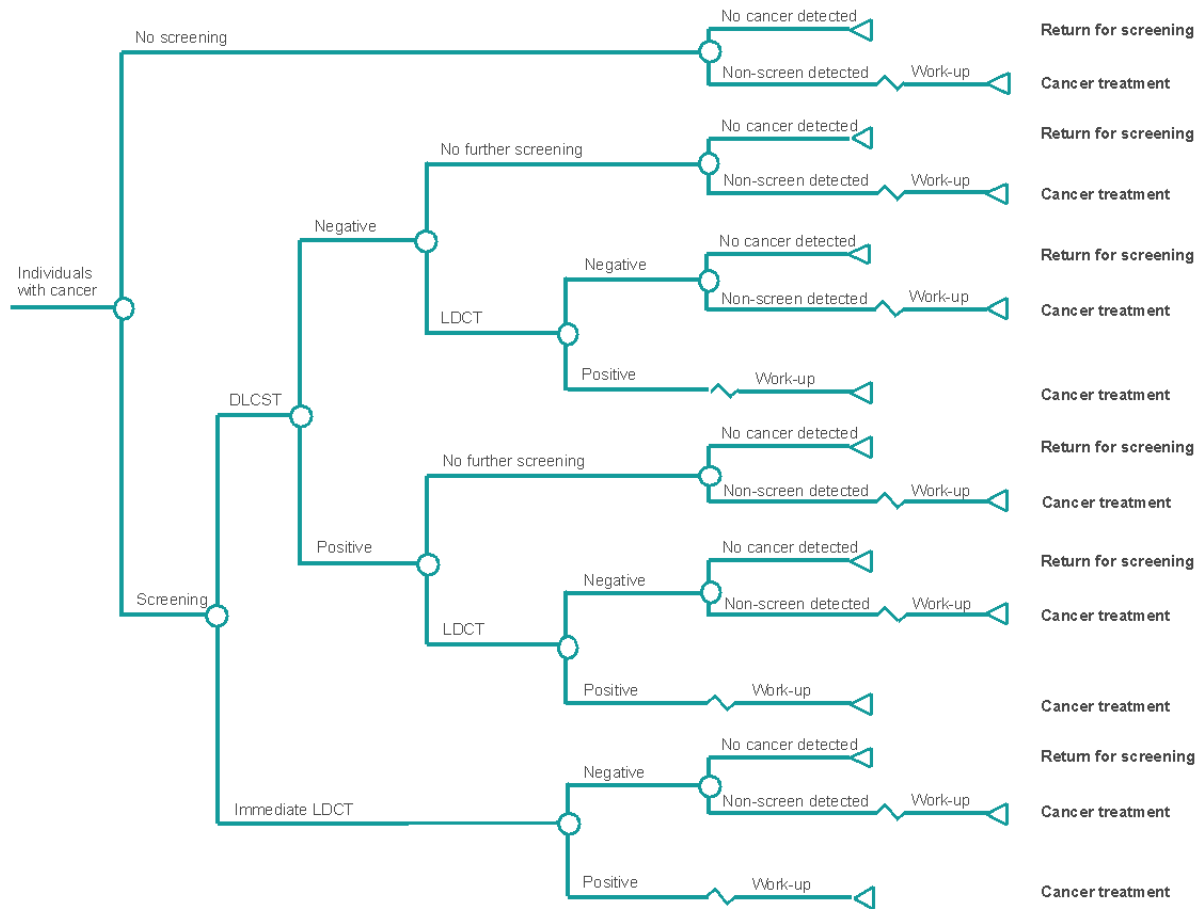 No cancer detected
Return for screening
No screening
Non-screen detected
Work-up
Cancer treatment
No cancer detected
Return for screening
No further screening
Non-screen detected
Work-up
Cancer treatment
Negative
No cancer detected
Return for screening
Negative
Individuals
with cancer
Non-screen detected
Work-up
Cancer treatment
LDCT
Positive
Work-up
Cancer treatment
DLCST
No cancer detected
Return for screening
No further screening
Non-screen detected
Work-up
Cancer treatment
Positive
No cancer detected
Return for screening
Negative
Screening
Non-screen detected
Work-up
Cancer treatment
LDCT
Positive
Work-up
Cancer treatment
No cancer detected
Return for screening
Negative
Immediate LDCT
Non-screen detected
Work-up
Cancer treatment
Positive
Work-up
Cancer treatment